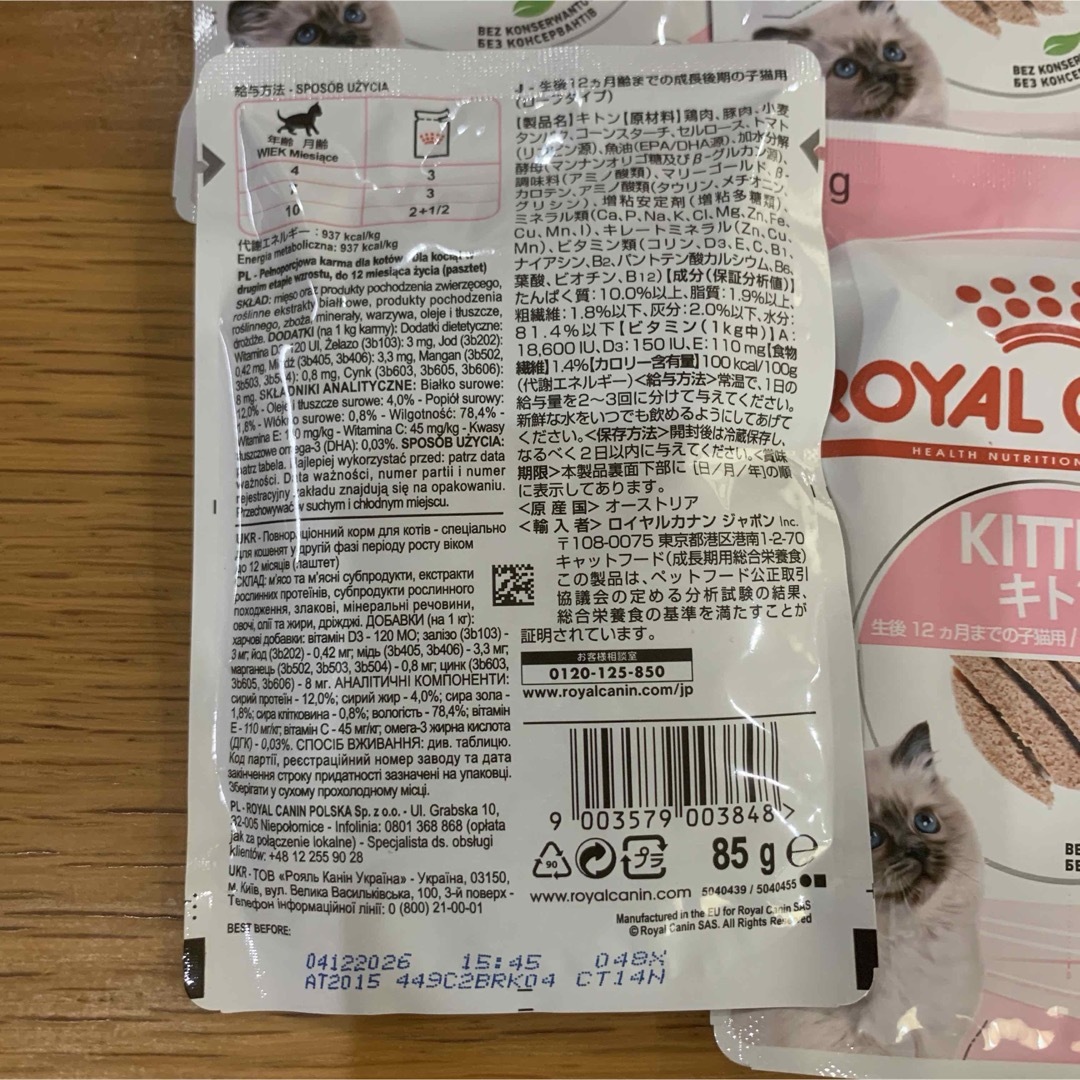 BEZ KONSERWANTÓW
БЕЗ КОНСЕРВАНТІВ
BEZ KONSER
БЕЗ КОНСЕ
給与方法 - SPOSÓB UŻYCIA
年齢 月齢
WIEK Miesiące
4 3
3
10 2+1/2
代謝エネルギー : 937 kcal/kg
Energia metaboliczna: 937 kcal/kg
PL - Pełnoporcjowa karma dla kotów - Dla kociąt w
drugim etapie wzrostu, do 12 miesiąca życia (pasztet)
SKŁAD: mięso oraz produkty pochodzenia zwierzęcego,
roślinne ekstrakty białkowe, produkty pochodzenia
roślinnego, zboża, minerały, warzywa, oleje i tłuszcze,
drożdże. DODATKI (na 1 kg karmy): Dodatki dietetyczne:
Witamina D3: 120 UI, Żelazo (3b103): 3 mg, Jod (3b202):
0,42 mg, Miedź (3b405, 3b406): 3,3 mg, Mangan (3b502,
3b503, 3b504): 0,8 mg, Cynk (3b603, 3b605, 3b606):
8 mg. SKŁADNIKI ANALITYCZNE: Białko surowe:
12,0% - Oleje i tłuszcze surowe: 4,0% - Popiół surowy:
1,8% - Włókno surowe: 0,8% - Wilgotność: 78,4% -
Witamina E: 110 mg/kg - Witamina C: 45 mg/kg - Kwasy
tłuszczowe omega-3 (DHA): 0,03%. SPOSÓB UŻYCIA:
patrz tabela. Najlepiej wykorzystać przed: patrz data
ważności. Data ważności, numer partii i numer
rejestracyjny zakładu znajdują się na opakowaniu.
Przechowywać w suchym i chłodnym miejscu.
UKR - Повнораціонний корм для котів - спеціально
для кошенят у другій фазі періоду росту віком
до 12 місяців (паштет)
СКЛАД: м'ясо та м'ясні субпродукти, екстракти
рослинних протеїнів, субпродукти рослинного
походження, злакові, мінеральні речовини,
овочі, олії та жири, дріжджі. ДОБАВКИ (на 1 кг):
харчові добавки: вітамін D3 - 120 МО; залізо (3b103) -
3 мг; йод (3b202) - 0,42 мг; мідь (3b405, 3b406) - 3,3 мг;
марганець (3b502, 3b503, 3b504) - 0,8 мг; цинк (3b603,
3b605, 3b606) - 8 мг. АНАЛІТИЧНІ КОМПОНЕНТИ:
сирий протеїн - 12,0%; сирий жир - 4,0%; сира зола -
1,8%; сира клітковина - 0,8%; вологість - 78,4%; вітамін
E - 110 мг/кг; вітамін C - 45 мг/кг; омега-3 жирна кислота
(ДГК) - 0,03%. СПОСІБ ВЖИВАННЯ: див. таблицю.
Код партії, реєстраційний номер заводу та дата
закінчення строку придатності зазначені на упаковці.
Зберігати у сухому прохолодному місці.
PL - ROYAL CANIN POLSKA Sp. z o.o. - Ul. Grabska 10,
32-005 Niepołomice - Infolinia: 0801 368 868 (opłata
jak za połączenie lokalne) - Specjalista ds. obsługi
klientów: +48 12 255 90 28
UKR - ТОВ «Рояль Канін Україна» - Україна, 03150,
м. Київ, вул. Велика Васильківська, 100, 3-й поверх -
Телефон інформаційної лінії: 0 (800) 21-00-01
BEST BEFORE:
04122026 15:45 048X
AT2015 449C2BRK04 CT14N
J - 生後12ヵ月齢までの成長後期の子猫用
(ループタイプ)
【製品名】キトン【原材料】鶏肉、豚肉、小麦
タンパク、コーンスターチ、セルロース、トマト
(リコピン源)、魚油(EPA/DHA源)、加水分解
酵母(マンナンオリゴ糖及びβ-グルカン源)、
調味料(アミノ酸類)、マリーゴールド、β-
カロテン、アミノ酸類(タウリン、メチオニン、
グリシン)、増粘安定剤(増粘多糖類)、
ミネラル類(Ca,P,Na,K,Cl,Mg,Zn,Fe,
Cu,Mn,I)、キレートミネラル(Zn,Cu,
Mn)、ビタミン類(コリン、D3、E、C、B1、
ナイアシン、B2、パントテン酸カルシウム、B6、
葉酸、ビオチン、B12)【成分(保証分析値)】
たんぱく質:10.0%以上、脂質:1.9%以上、
粗繊維:1.8%以下、灰分:2.0%以下、水分:
81.4%以下【ビタミン(1kg中)】A:
18,600 IU、D3:150 IU、E:110 mg【食物
繊維】1.4%【カロリー含有量】100 kcal/100g
(代謝エネルギー)<給与方法>常温で、1日の
給与量を2~3回に分けて与えてください。
新鮮な水をいつでも飲めるようにしてあげて
ください。<保存方法>開封後は冷蔵保存し、
なるべく2日以内に与えてください。<賞味
期限>本製品裏面下部に [日/月/年]の順
に表示してあります。
<原 産 国> オーストリア
<輸 入 者> ロイヤルカナン ジャポン Inc.
〒108-0075 東京都港区港南1-2-70
キャットフード(成長期用総合栄養食)
この製品は、ペットフード公正取引
協議会の定める分析試験の結果、
総合栄養食の基準を満たすことが
証明されています。
お客様相談室
0120-125-850
www.royalcanin.com/jp
9 003579 003848 >
90
プラ
85 g e
www.royalcanin.com 5040439 / 5040455
Manufactured in the EU for Royal Canin SAS
© Royal Canin SAS. All Rights Reserved
g
ROYAL C
HEALTH NUTRITION
KITT
キト
生後 12 ヵ月までの子猫用 /
BE
БЕ